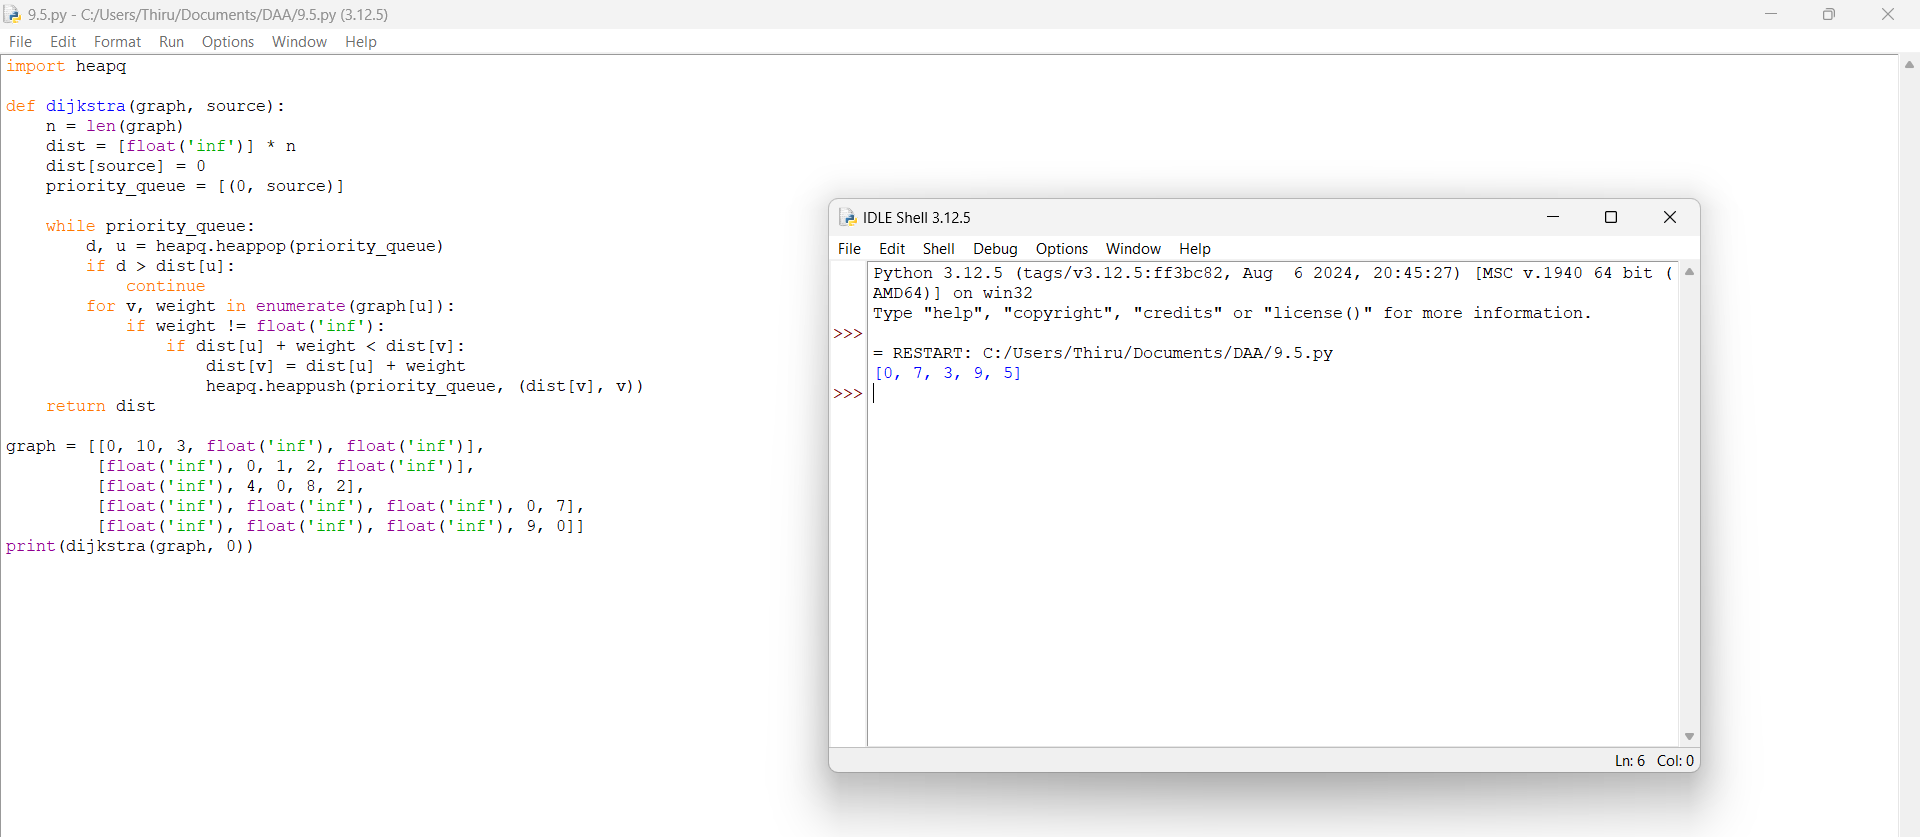 9.5.py - C:/Users/Thiru/Documents/DAA/9.5.py (3.12.5)
File Edit Format Run Options Window Help
import heapq

def dijkstra(graph, source):
    n = len(graph)
    dist = [float('inf')] * n
    dist[source] = 0
    priority_queue = [(0, source)]

    while priority_queue:
        d, u = heapq.heappop(priority_queue)
        if d > dist[u]:
            continue
        for v, weight in enumerate(graph[u]):
            if weight != float('inf'):
                if dist[u] + weight < dist[v]:
                    dist[v] = dist[u] + weight
                    heapq.heappush(priority_queue, (dist[v], v))
    return dist

graph = [[0, 10, 3, float('inf'), float('inf')],
         [float('inf'), 0, 1, 2, float('inf')],
         [float('inf'), 4, 0, 8, 2],
         [float('inf'), float('inf'), float('inf'), 0, 7],
         [float('inf'), float('inf'), float('inf'), 9, 0]]
print(dijkstra(graph, 0))
IDLE Shell 3.12.5
File Edit Shell Debug Options Window Help
Python 3.12.5 (tags/v3.12.5:ff3bc82, Aug  6 2024, 20:45:27) [MSC v.1940 64 bit (
AMD64)] on win32
Type "help", "copyright", "credits" or "license()" for more information.
>>>
= RESTART: C:/Users/Thiru/Documents/DAA/9.5.py
[0, 7, 3, 9, 5]
>>>
Ln: 6 Col: 0